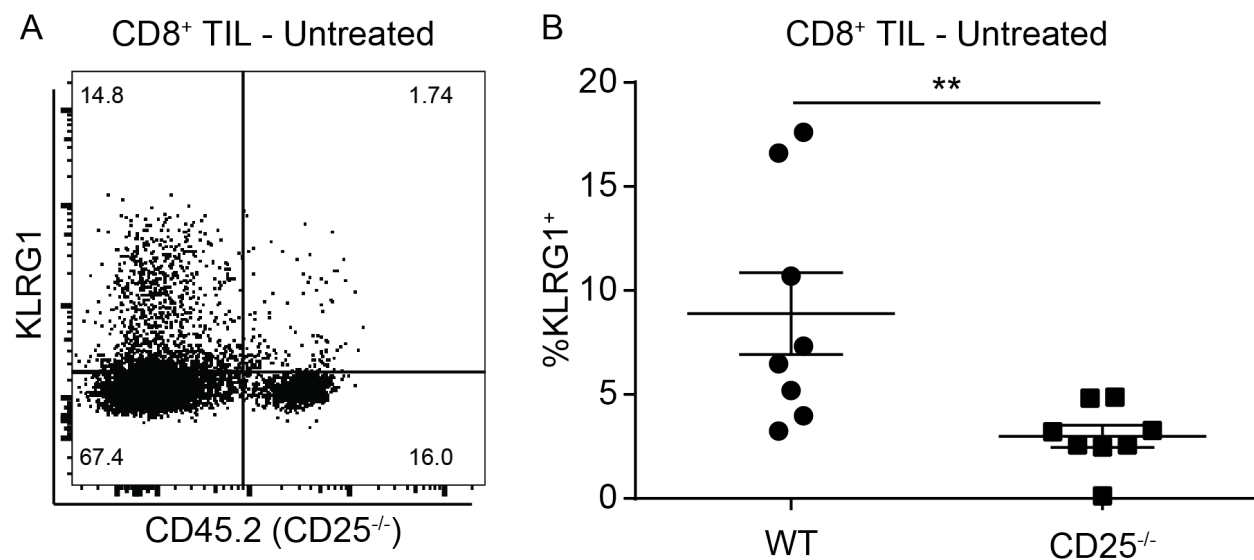 A
CD8⁺ TIL - Untreated
14.8
1.74
KLRG1
67.4
16.0
CD45.2 (CD25⁻/⁻)
B
CD8⁺ TIL - Untreated
**
%KLRG1⁺
20
15
10
5
0
WT
CD25⁻/⁻